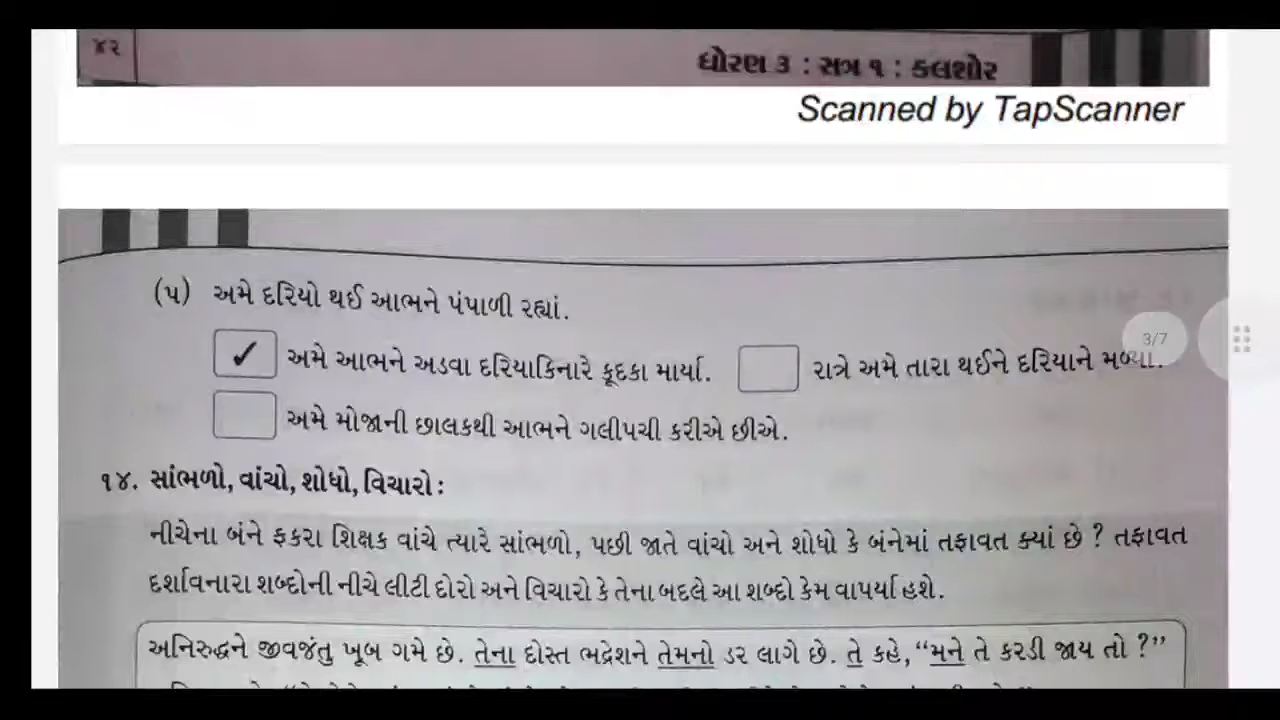 ૪૨
ધોરણ ૩ : સત્ર ૧ : કલશોર
Scanned by TapScanner
(૫) અમે દરિયો થઈ આભને પંપાળી રહ્યાં.
3/7
✓ અમે આભને અડવા દરિયાકિનારે કૂદકા માર્યા. રાત્રે અમે તારા થઈને દરિયાને મળ્યા.
અમે મોજાની છાલકથી આભને ગલીપચી કરીએ છીએ.
૧૪. સાંભળો, વાંચો, શોધો, વિચારો:
નીચેના બંને ફકરા શિક્ષક વાંચે ત્યારે સાંભળો, પછી જાતે વાંચો અને શોધો કે બંનેમાં તફાવત ક્યાં છે ? તફાવત
દર્શાવનારા શબ્દોની નીચે લીટી દોરો અને વિચારો કે તેના બદલે આ શબ્દો કેમ વાપર્યા હશે.
અનિરુદ્ધને જીવજંતુ ખૂબ ગમે છે. તેના દોસ્ત ભદ્રેશને તેમનો ડર લાગે છે. તે કહે, “મને તે કરડી જાય તો ?”